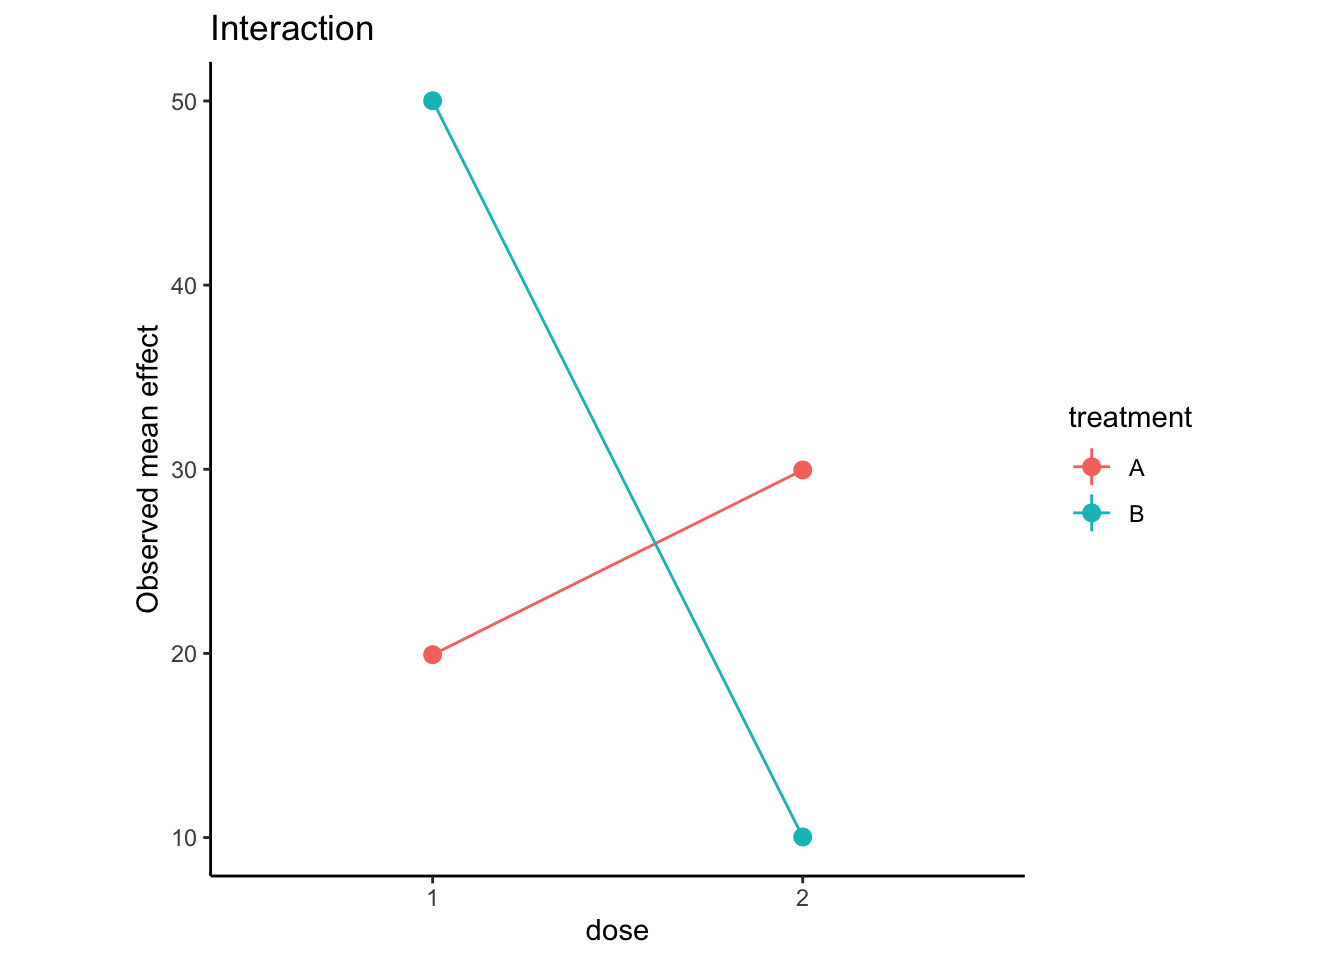 Interaction
50
40
30
20
10
Observed mean effect
1
2
dose
treatment
A
B